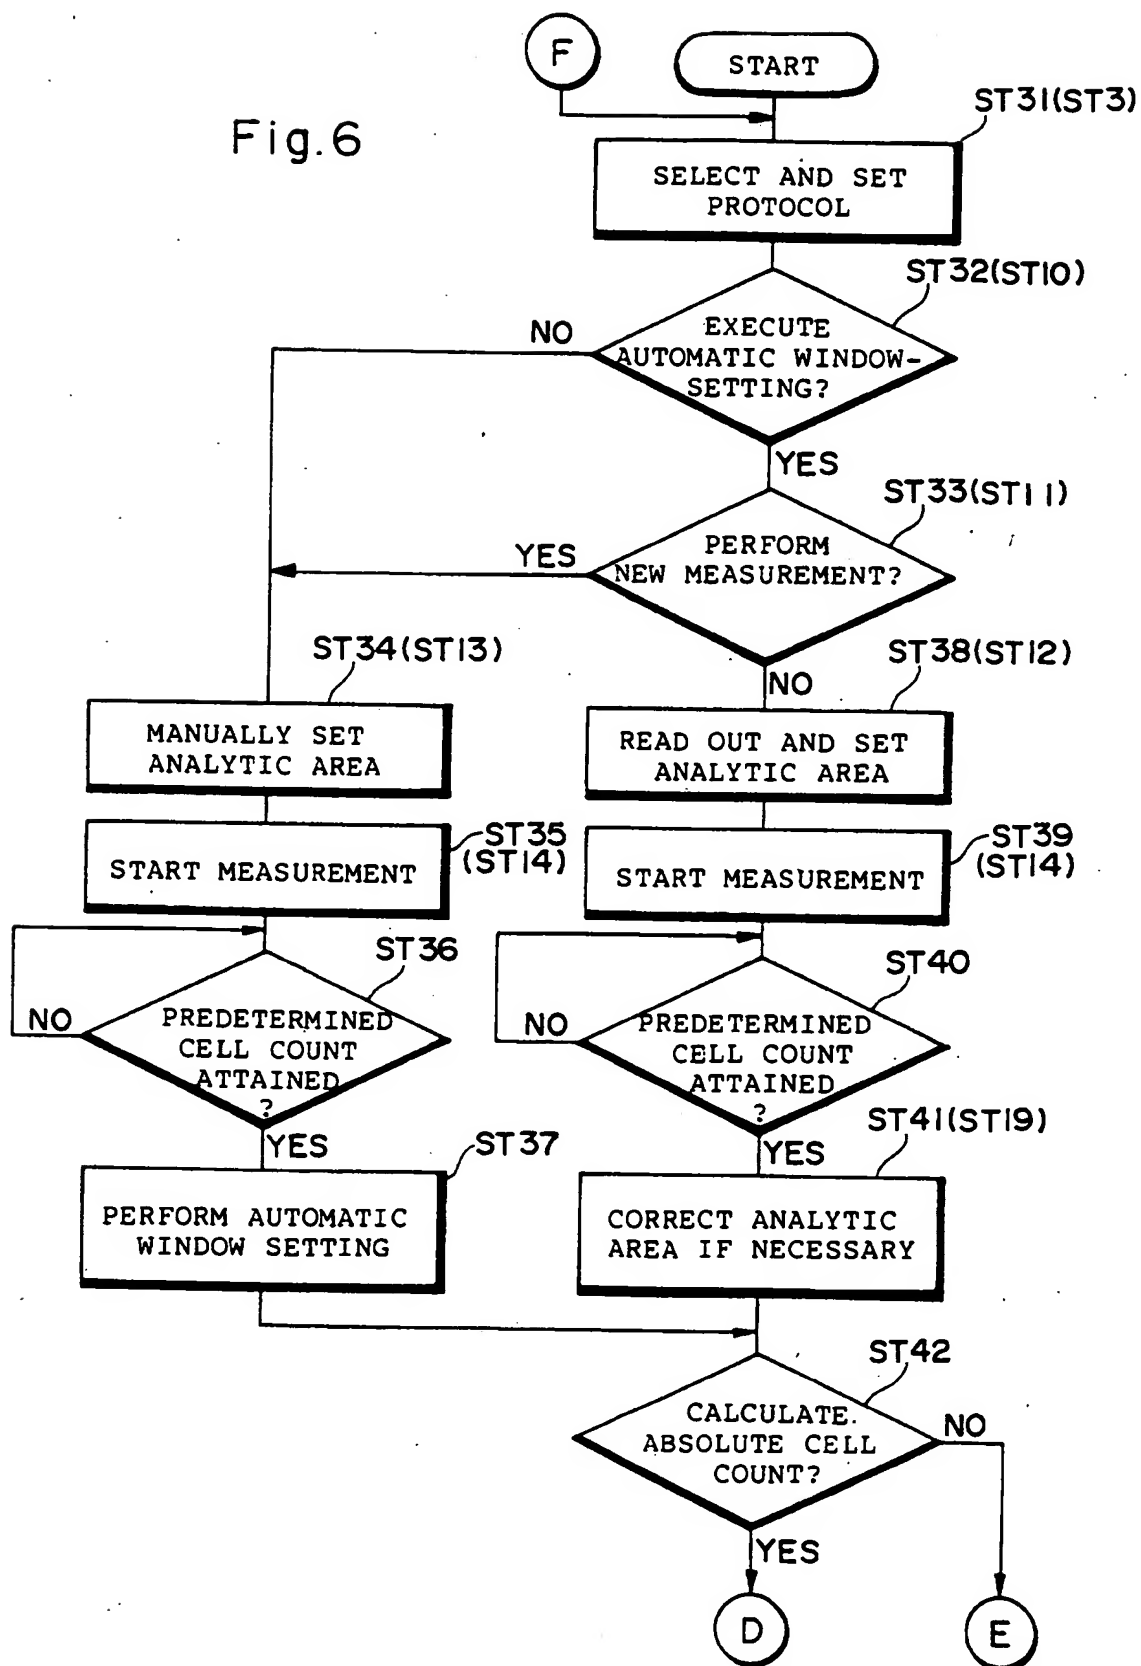 F
START
ST31(ST3)
Fig.6
SELECT AND SET
PROTOCOL
ST32(ST10)
NO
EXECUTE
AUTOMATIC WINDOW-
SETTING?
YES
ST33(ST11)
YES
PERFORM
NEW MEASUREMENT?
ST34(ST13)
ST38(ST12)
NO
MANUALLY SET
ANALYTIC AREA
READ OUT AND SET
ANALYTIC AREA
ST35
(ST14)
ST39
(ST14)
START MEASUREMENT
START MEASUREMENT
ST36
ST40
NO
PREDETERMINED
CELL COUNT
ATTAINED
?
NO
PREDETERMINED
CELL COUNT
ATTAINED
?
YES
ST37
YES
ST41(ST19)
PERFORM AUTOMATIC
WINDOW SETTING
CORRECT ANALYTIC
AREA IF NECESSARY
ST42
CALCULATE.
ABSOLUTE CELL
COUNT?
NO
YES
D
E